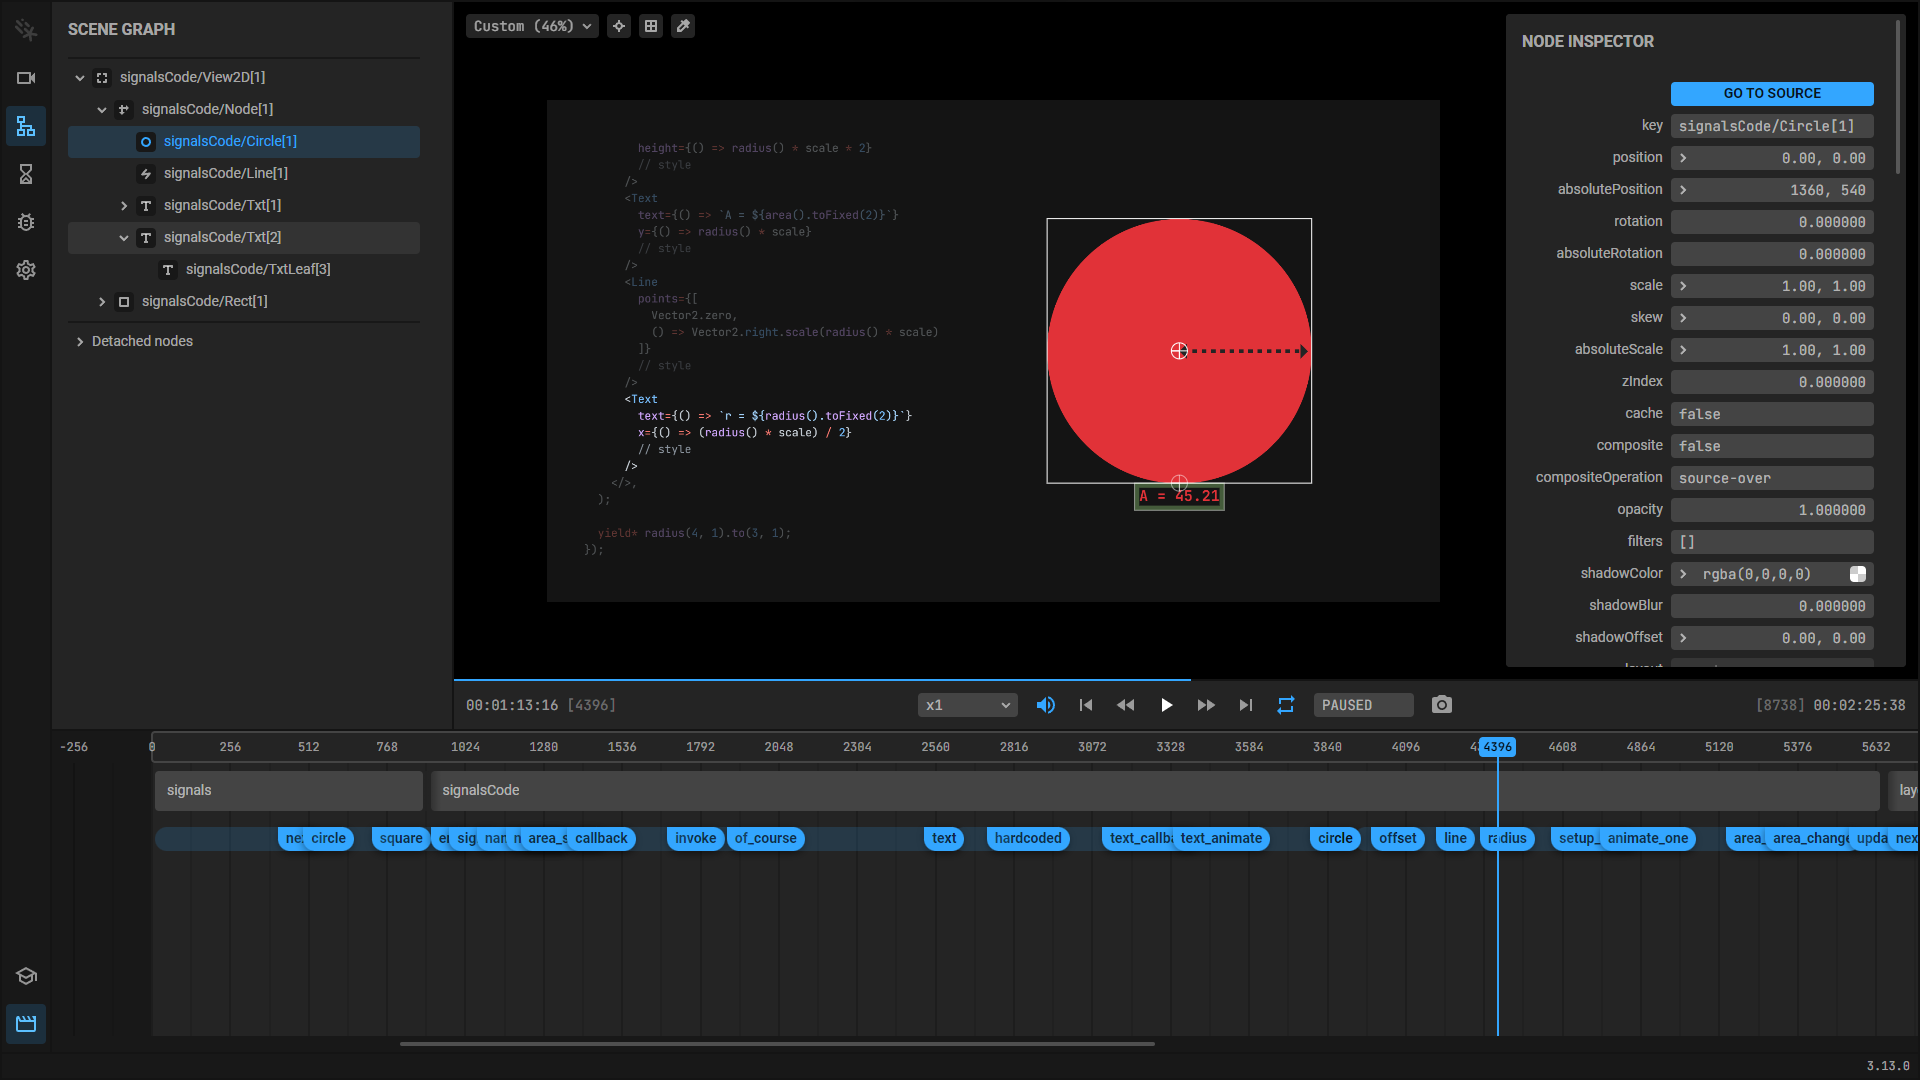 SCENE GRAPH
signalsCode/View2D[1]
signalsCode/Node[1]
signalsCode/Circle[1]
signalsCode/Line[1]
signalsCode/Txt[1]
signalsCode/Txt[2]
signalsCode/TxtLeaf[3]
signalsCode/Rect[1]
Detached nodes
Custom (46%)
height={() => radius() * scale * 2}
// style
/>
<Text
text={() => `A = ${area().toFixed(2)}`}
y={() => radius() * scale}
// style
/>
<Line
points={[
Vector2.zero,
() => Vector2.right.scale(radius() * scale)
]}
// style
/>
<Text
text={() => `r = ${radius().toFixed(2)}`}
x={() => (radius() * scale) / 2}
// style
/>
</>,
);
yield* radius(4, 1).to(3, 1);
});
A = 45.21
NODE INSPECTOR
GO TO SOURCE
key signalsCode/Circle[1]
position 0.00, 0.00
absolutePosition 1360, 540
rotation 0.000000
absoluteRotation 0.000000
scale 1.00, 1.00
skew 0.00, 0.00
absoluteScale 1.00, 1.00
zIndex 0.000000
cache false
composite false
compositeOperation source-over
opacity 1.000000
filters []
shadowColor rgba(0,0,0,0)
shadowBlur 0.000000
shadowOffset 0.00, 0.00
00:01:13:16 [4396]
x1
PAUSED
[8738] 00:02:25:38
-256 0 256 512 768 1024 1280 1536 1792 2048 2304 2560 2816 3072 3328 3584 3840 4096 4396 4608 4864 5120 5376 5632
signals signalsCode lay
ne circle square e sig nar n area_s callback invoke of_course text hardcoded text_callba text_animate circle offset line radius setup_ animate_one area_ area_change upda nex
3.13.0